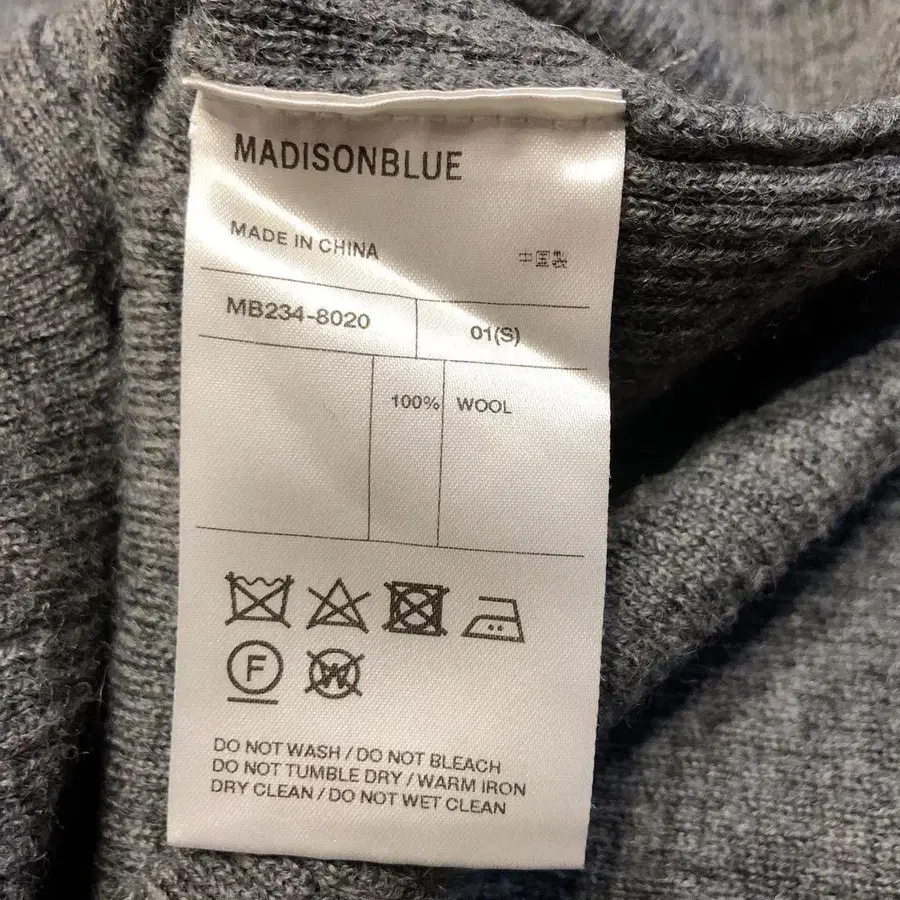 MADISONBLUE
MADE IN CHINA 中国製
MB234-8020 01(S)
100% WOOL
F W
DO NOT WASH / DO NOT BLEACH
DO NOT TUMBLE DRY / WARM IRON
DRY CLEAN / DO NOT WET CLEAN